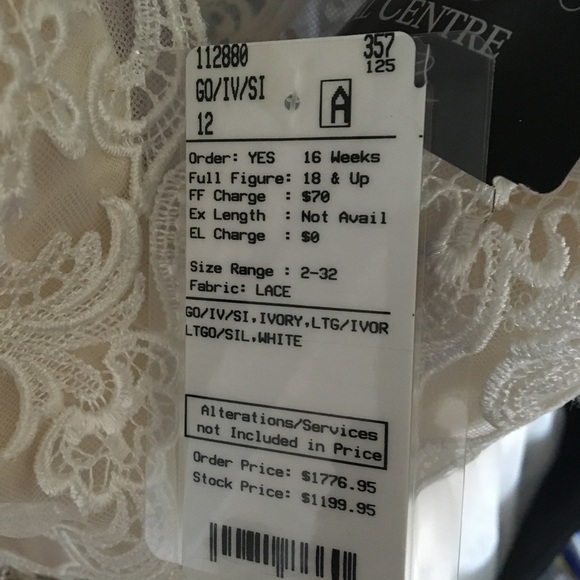 CENTRE
112880 357
125
GO/IV/SI A
12
Order: YES 16 Weeks
Full Figure: 18 & Up
FF Charge : $70
Ex Length : Not Avail
EL Charge : $0
Size Range : 2-32
Fabric: LACE
GO/IV/SI,IVORY,LTG/IVOR
LTGO/SIL,WHITE
Alterations/Services
not Included in Price
Order Price: $1776.95
Stock Price: $1199.95